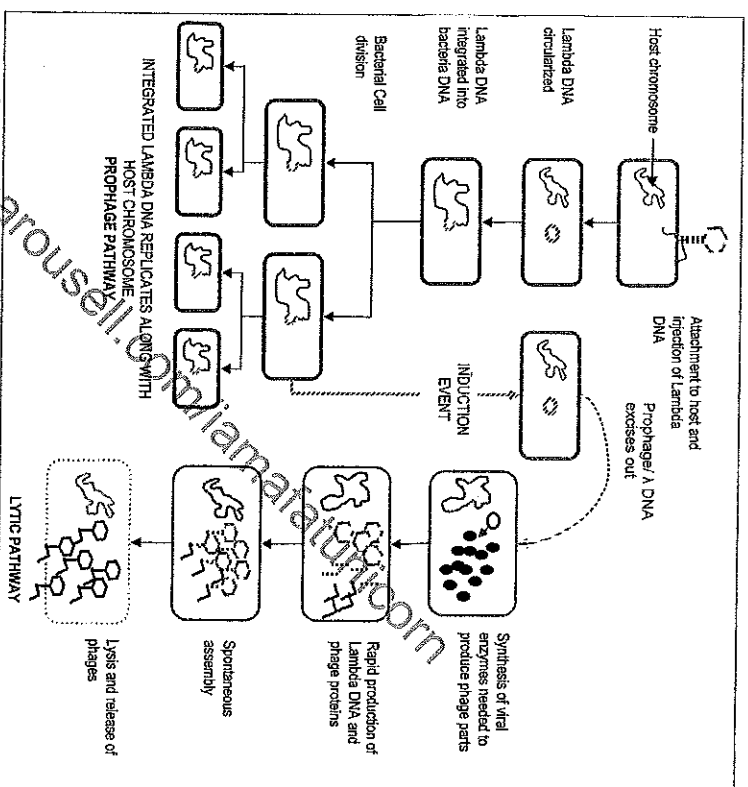 Host chromosome
Attachment to host and
injection of Lambda
DNA
Lambda DNA
circularized
Lambda DNA
integrated into
bacteria DNA
Bacterial Cell
division
INTEGRATED LAMBDA DNA REPLICATES ALONG WITH
HOST CHROMOSOME
PROPHAGE PATHWAY
INDUCTION
EVENT
Prophage/ λ DNA
excises out
Synthesis of viral
enzymes needed to
produce phage parts
Rapid production of
Lambda DNA and
phage proteins
Spontaneous
assembly
Lysis and release of
phages
LYTIC PATHWAY
arousell.com/iamafatunicorn